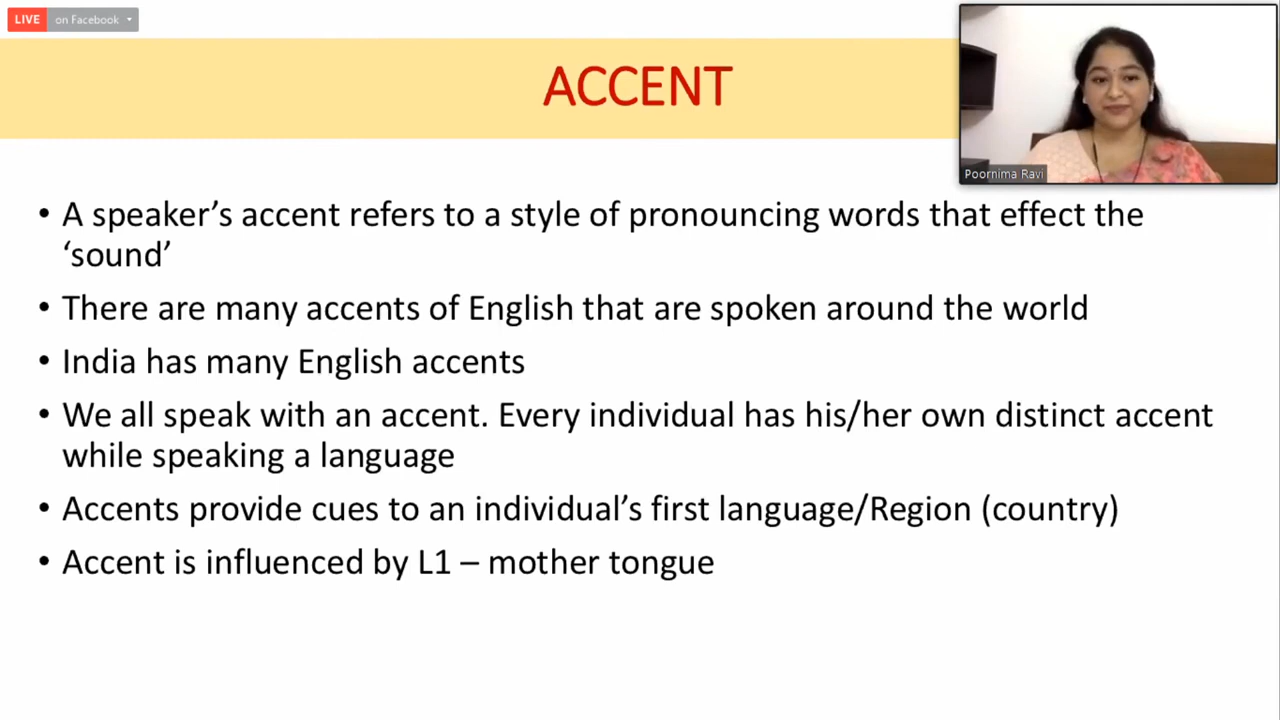 LIVE on Facebook
ACCENT
Poornima Ravi
• A speaker’s accent refers to a style of pronouncing words that effect the
‘sound’
• There are many accents of English that are spoken around the world
• India has many English accents
• We all speak with an accent. Every individual has his/her own distinct accent
while speaking a language
• Accents provide cues to an individual’s first language/Region (country)
• Accent is influenced by L1 – mother tongue